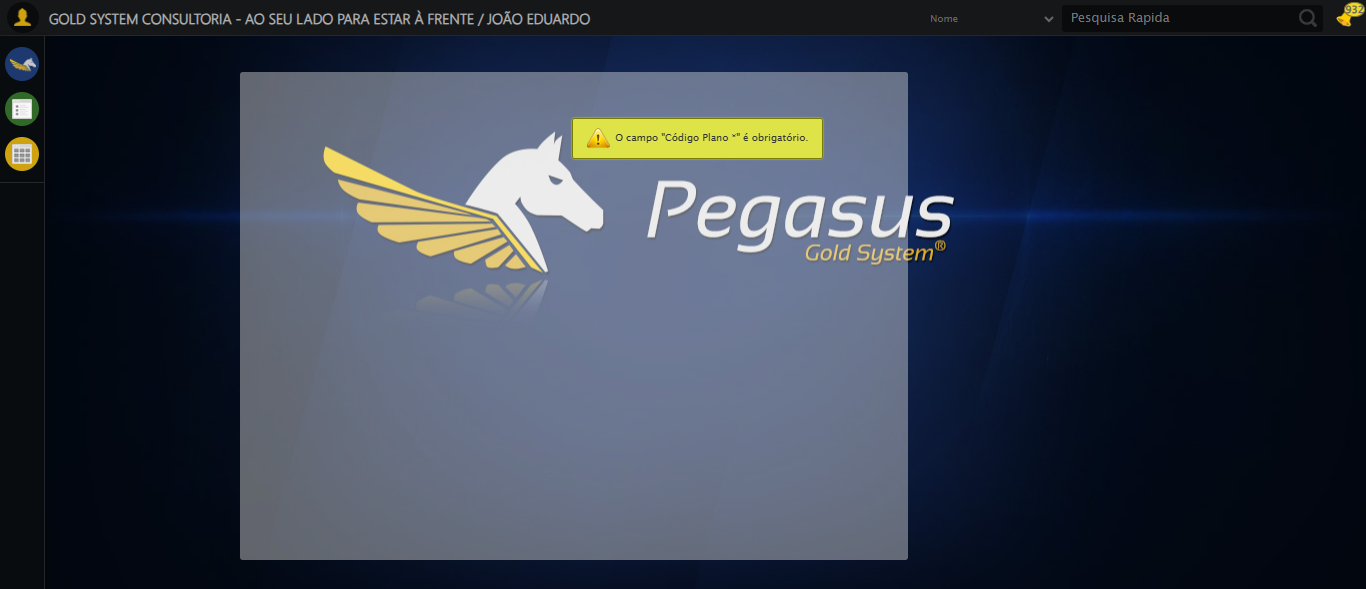 GOLD SYSTEM CONSULTORIA - AO SEU LADO PARA ESTAR À FRENTE / JOÃO EDUARDO
Nome
Pesquisa Rapida
932
O campo "Código Plano *" é obrigatório.
Pegasus
Gold System®